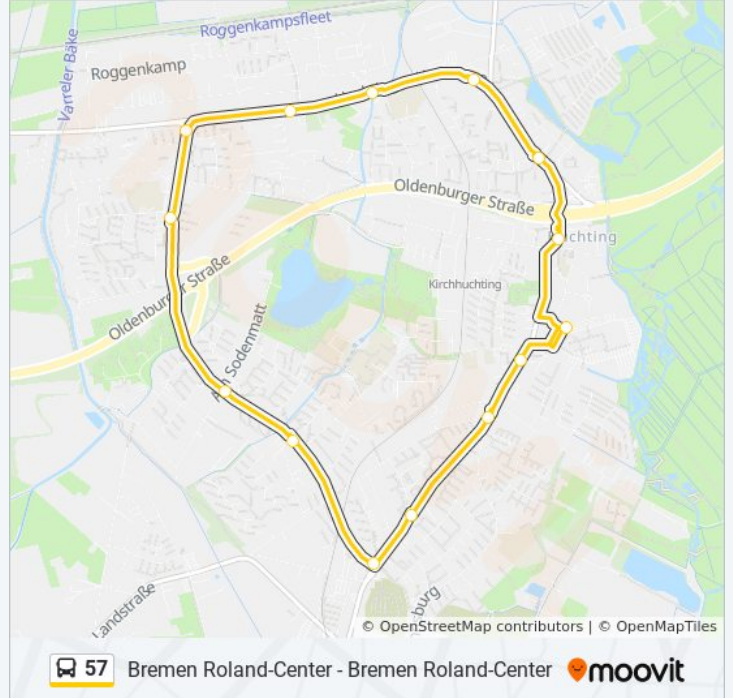 Roggenkampsfleet
Varreler Bäke
Roggenkamp
Oldenburger Straße
Kirchhuchting
Oldenburger Straße
Am Sodenmatt
Landstraße
© OpenStreetMap contributors | © OpenMapTiles
57 Bremen Roland-Center - Bremen Roland-Center moovit